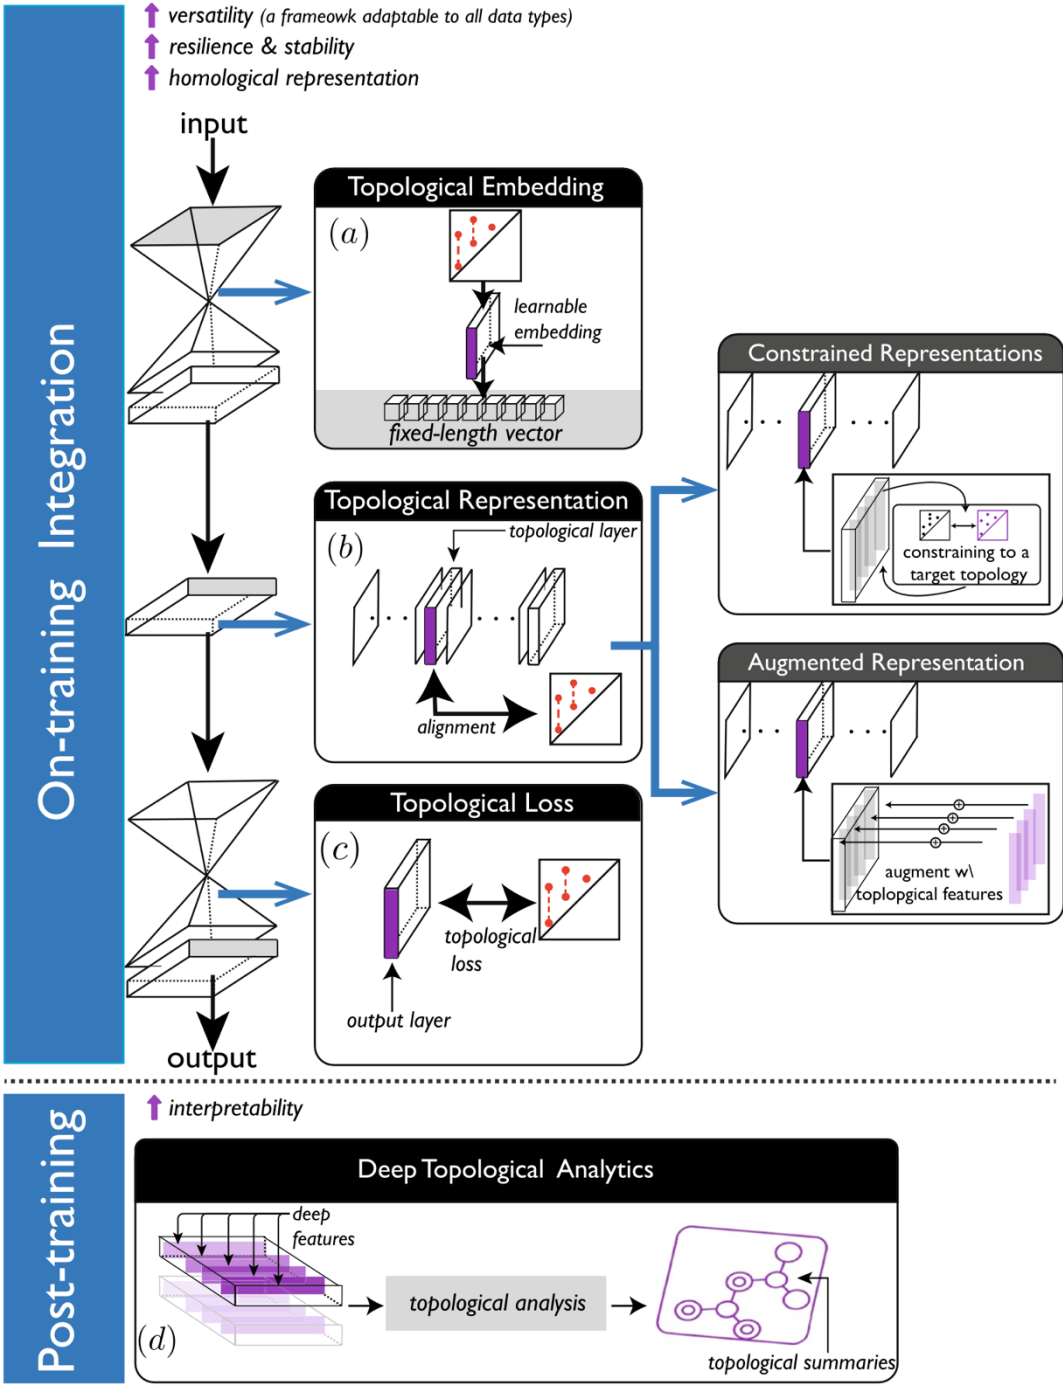 versatility (a frameowk adaptable to all data types)
resilience & stability
homological representation
On-training Integration
input
Topological Embedding
(a)
learnable
embedding
fixed-length vector
Topological Representation
(b)
topological layer
alignment
Topological Loss
(c)
topological
loss
output layer
output
Constrained Representations
constraining to a
target topology
Augmented Representation
augment w\
toplopgical features
Post-training
interpretability
Deep Topological Analytics
deep
features
topological analysis
(d)
topological summaries